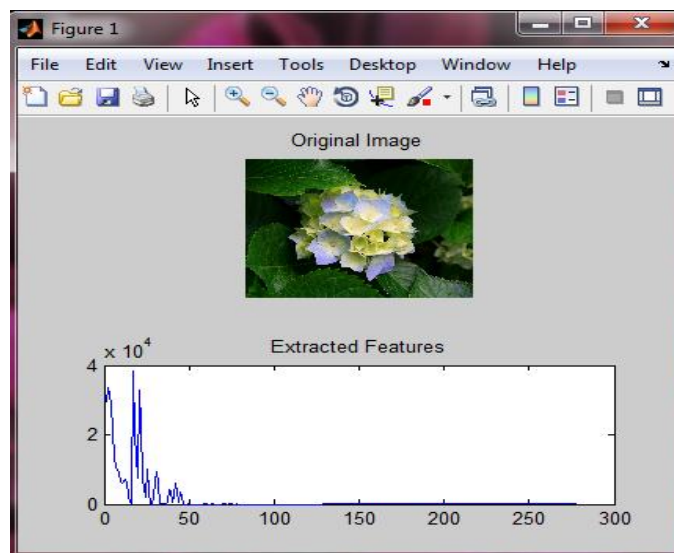 Figure 1
File Edit View Insert Tools Desktop Window Help
Original Image
Extracted Features
x 10^4
4
2
0
0 50 100 150 200 250 300